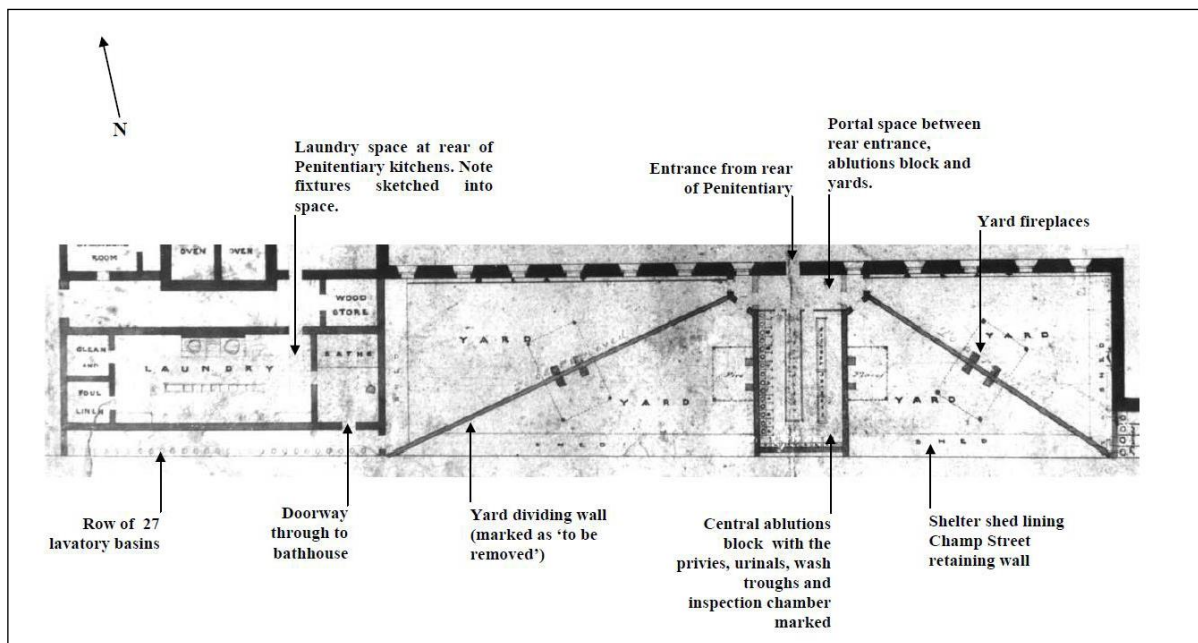 N
Laundry space at rear of
Penitentiary kitchens. Note
fixtures sketched into
space.
Entrance from rear
of Penitentiary
Portal space between
rear entrance,
ablutions block and
yards.
Yard fireplaces
ROOM
OVEN
OVEN
WOOD
STORE
CLEAN
AND
FOUL
LINEN
LAUNDRY
BATHS
SHED
YARD
YARD
SHED
YARD
YARD
SHED
SHED
Row of 27
lavatory basins
Doorway
through to
bathhouse
Yard dividing wall
(marked as ‘to be
removed’)
Central ablutions
block with the
privies, urinals, wash
troughs and
inspection chamber
marked
Shelter shed lining
Champ Street
retaining wall